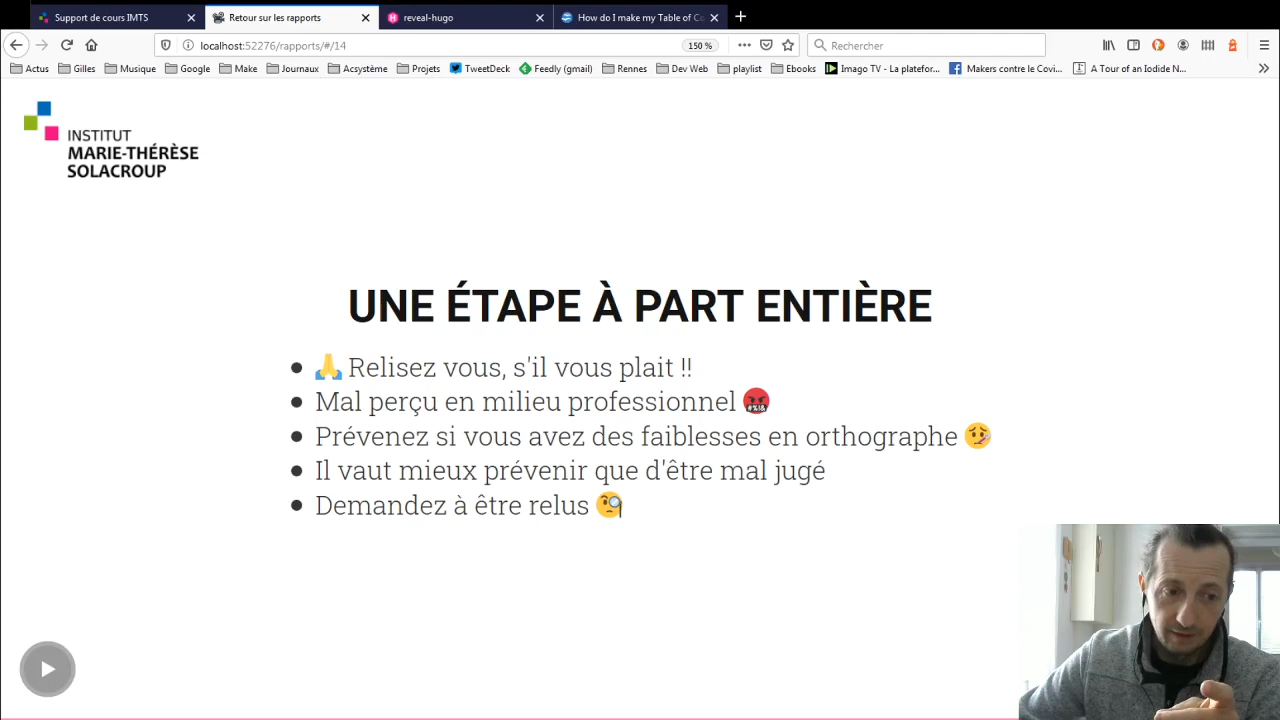 Support de cours IMTS
Retour sur les rapports
reveal-hugo
How do I make my Table of Co
localhost:52276/rapports/#/14
150 %
Rechercher
Actus
Gilles
Musique
Google
Make
Journaux
Acsystème
Projets
TweetDeck
Feedly (gmail)
Rennes
Dev Web
playlist
Ebooks
Imago TV - La platefor...
Makers contre le Covi...
A Tour of an Iodide N...
INSTITUT
MARIE-THÉRÈSE
SOLACROUP
UNE ÉTAPE À PART ENTIÈRE
• 🙏 Relisez vous, s'il vous plait !!
• Mal perçu en milieu professionnel 🤬
• Prévenez si vous avez des faiblesses en orthographe 🤒
• Il vaut mieux prévenir que d'être mal jugé
• Demandez à être relus 🧐